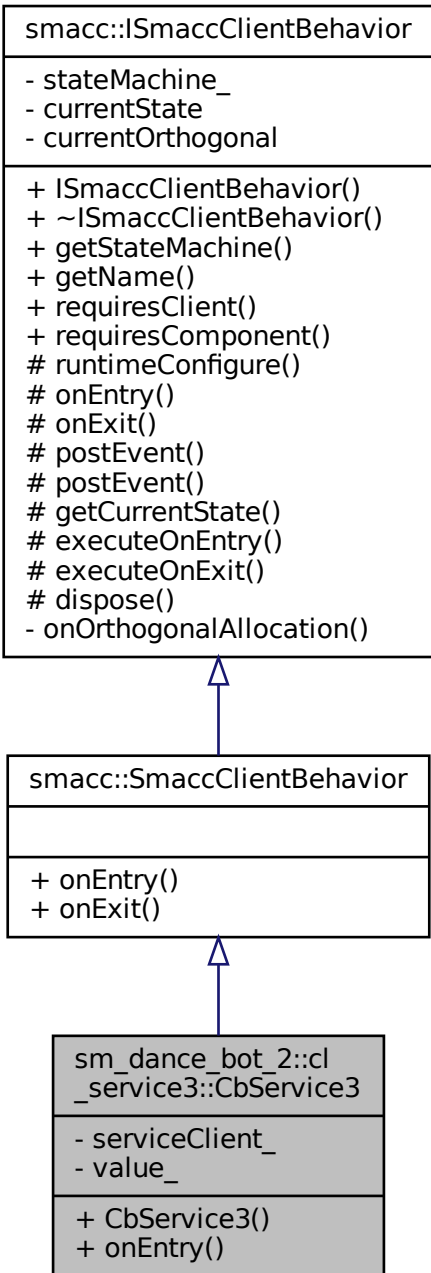 smacc::ISmaccClientBehavior
- stateMachine_
- currentState
- currentOrthogonal
+ ISmaccClientBehavior()
+ ~ISmaccClientBehavior()
+ getStateMachine()
+ getName()
+ requiresClient()
+ requiresComponent()
# runtimeConfigure()
# onEntry()
# onExit()
# postEvent()
# postEvent()
# getCurrentState()
# executeOnEntry()
# executeOnExit()
# dispose()
- onOrthogonalAllocation()
smacc::SmaccClientBehavior
+ onEntry()
+ onExit()
sm_dance_bot_2::cl
_service3::CbService3
- serviceClient_
- value_
+ CbService3()
+ onEntry()